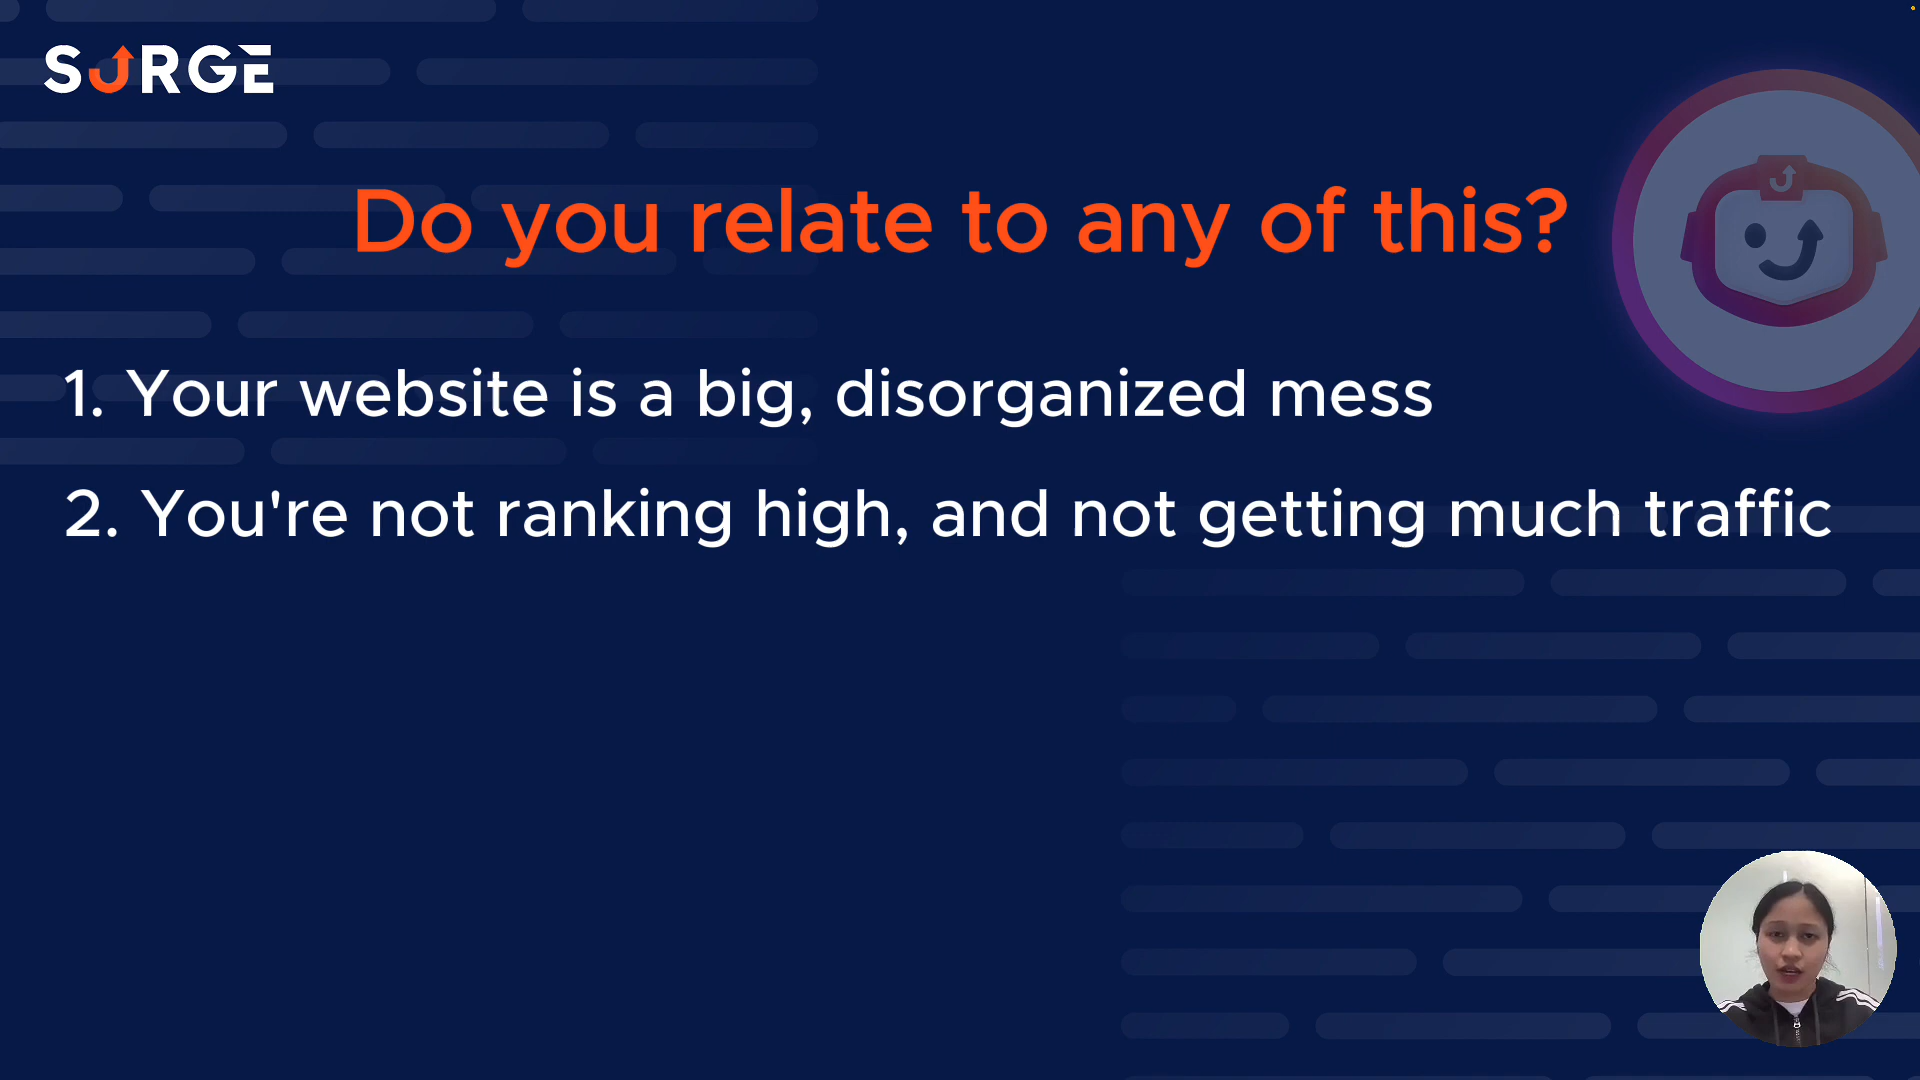 SURGE
Do you relate to any of this?
1. Your website is a big, disorganized mess
2. You're not ranking high, and not getting much traffic